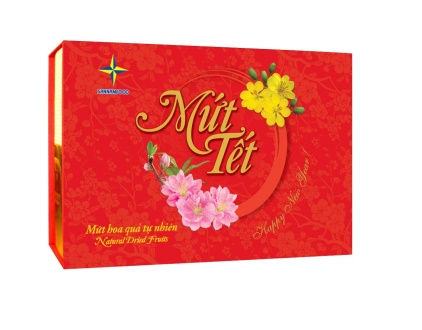 Mứt
Tết
Happy New Year!
Mứt hoa quả tự nhiên
Natural Dried Fruits